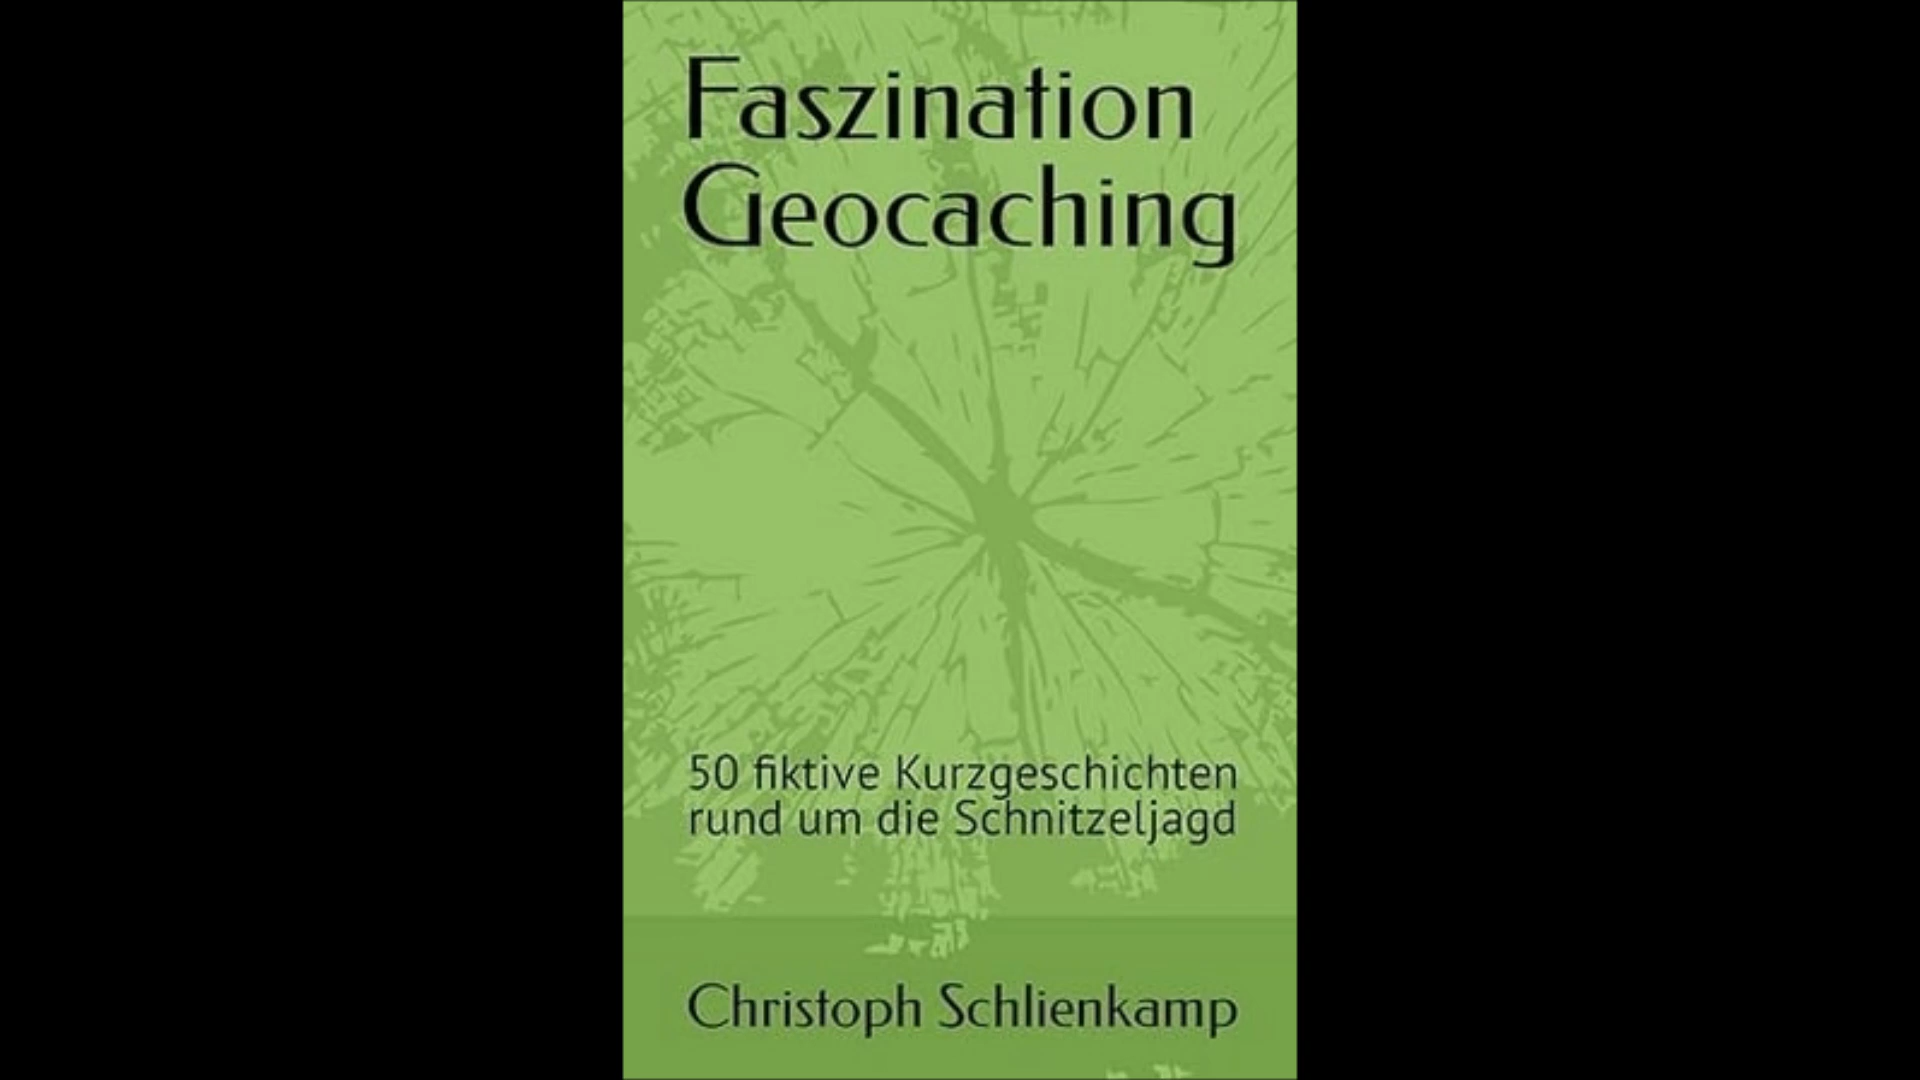 Faszination
Geocaching
50 fiktive Kurzgeschichten
rund um die Schnitzeljagd
Christoph Schlienkamp